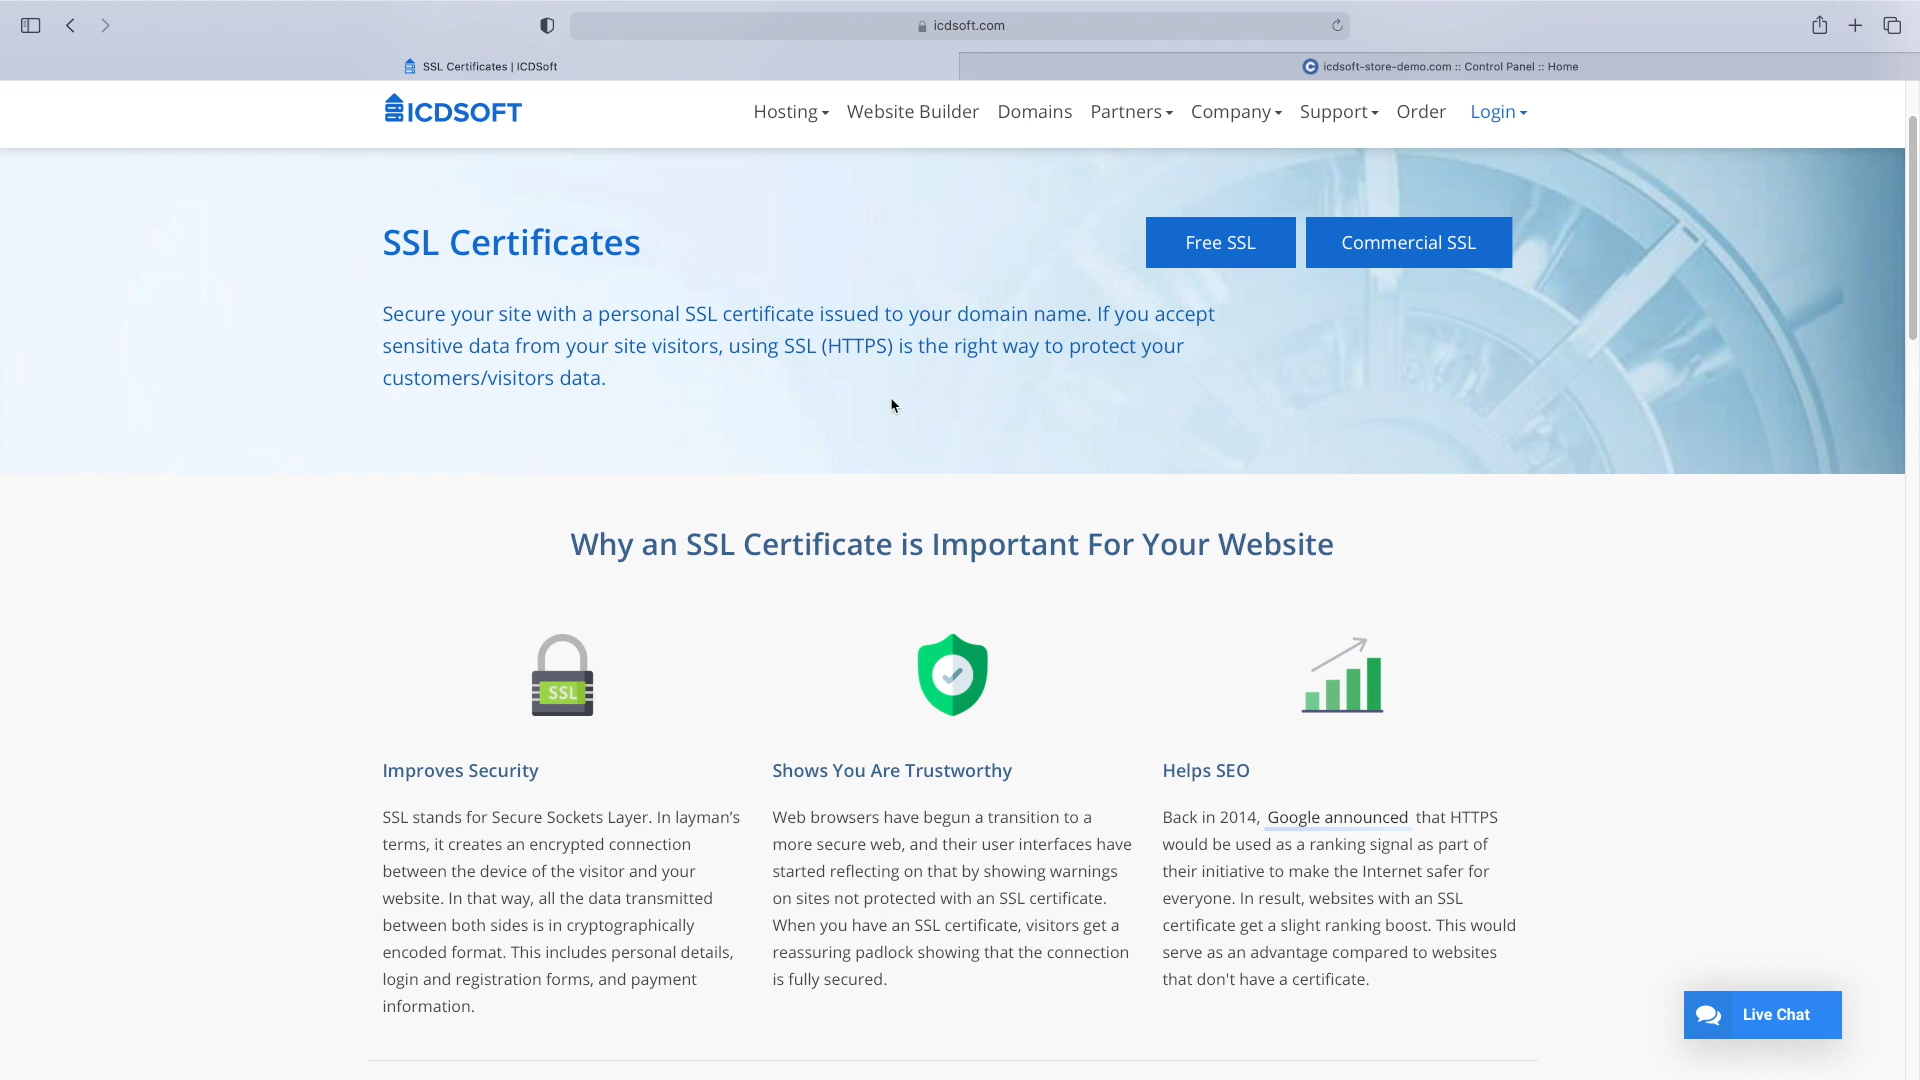 icdsoft.com
SSL Certificates | ICDSoft
icdsoft-store-demo.com :: Control Panel :: Home
ICDSOFT
Hosting
Website Builder
Domains
Partners
Company
Support
Order
Login
SSL Certificates
Free SSL
Commercial SSL
Secure your site with a personal SSL certificate issued to your domain name. If you accept
sensitive data from your site visitors, using SSL (HTTPS) is the right way to protect your
customers/visitors data.
Why an SSL Certificate is Important For Your Website
SSL
Improves Security
SSL stands for Secure Sockets Layer. In layman’s
terms, it creates an encrypted connection
between the device of the visitor and your
website. In that way, all the data transmitted
between both sides is in cryptographically
encoded format. This includes personal details,
login and registration forms, and payment
information.
Shows You Are Trustworthy
Web browsers have begun a transition to a
more secure web, and their user interfaces have
started reflecting on that by showing warnings
on sites not protected with an SSL certificate.
When you have an SSL certificate, visitors get a
reassuring padlock showing that the connection
is fully secured.
Helps SEO
Back in 2014, Google announced that HTTPS
would be used as a ranking signal as part of
their initiative to make the Internet safer for
everyone. In result, websites with an SSL
certificate get a slight ranking boost. This would
serve as an advantage compared to websites
that don't have a certificate.
Live Chat